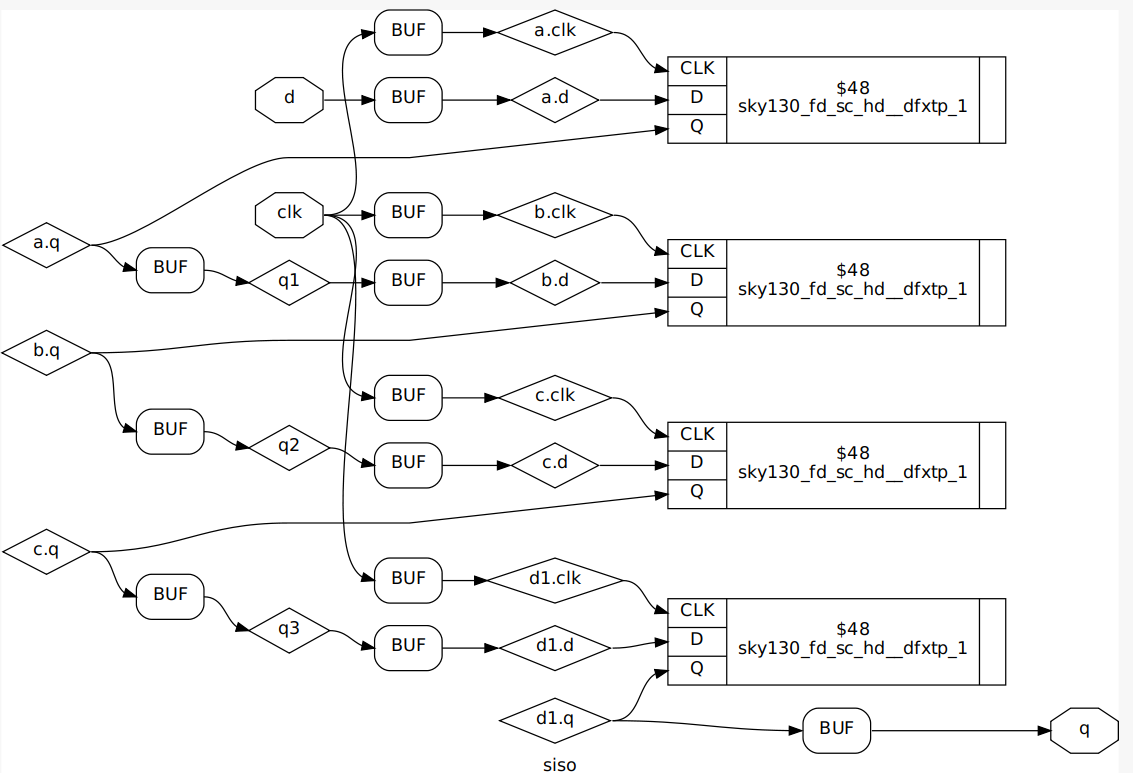 BUF
a.clk
CLK
d
BUF
a.d
D
$48
sky130_fd_sc_hd__dfxtp_1
Q
clk
BUF
b.clk
a.q
BUF
q1
BUF
b.d
CLK
D
Q
$48
sky130_fd_sc_hd__dfxtp_1
b.q
BUF
c.clk
BUF
q2
BUF
c.d
CLK
D
Q
$48
sky130_fd_sc_hd__dfxtp_1
c.q
BUF
d1.clk
BUF
q3
BUF
d1.d
CLK
D
Q
$48
sky130_fd_sc_hd__dfxtp_1
d1.q
BUF
q
siso